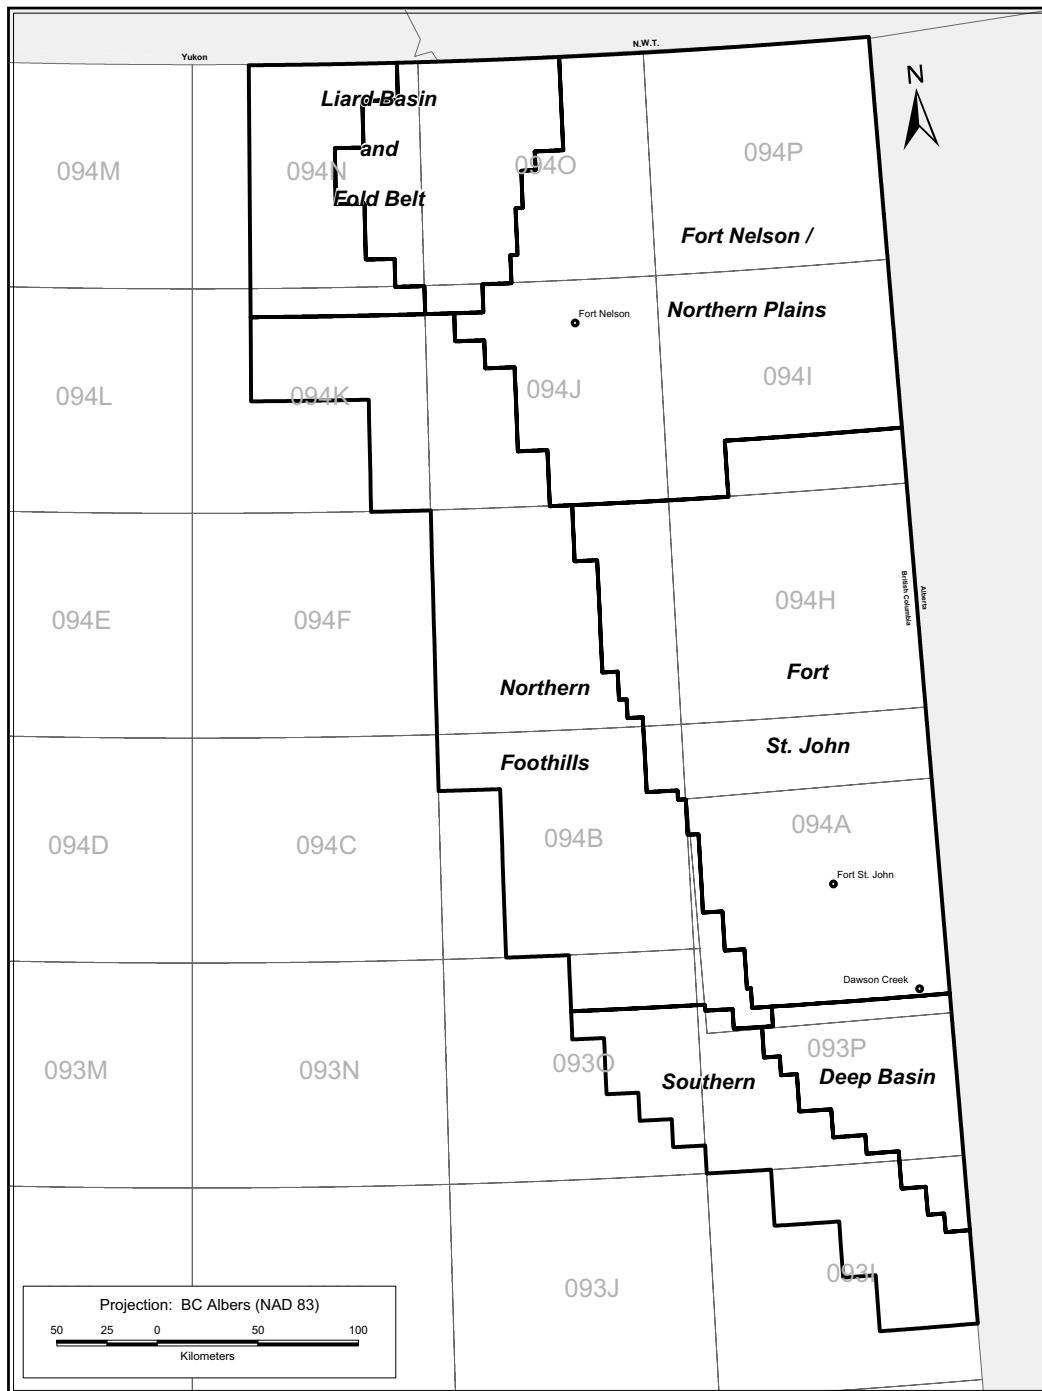 Yukon
N.W.T.
N
Liard Basin
and
Fold Belt
094M
094N
094O
094P
Fort Nelson /
Northern Plains
Fort Nelson
094L
094K
094J
094I
094E
094F
094H
Alberta
British Columbia
Northern
Foothills
Fort
St. John
094D
094C
094B
094A
Fort St. John
Dawson Creek
093M
093N
093O
093P
Southern
Deep Basin
093J
093I
Projection: BC Albers (NAD 83)
50 25 0 50 100
Kilometers